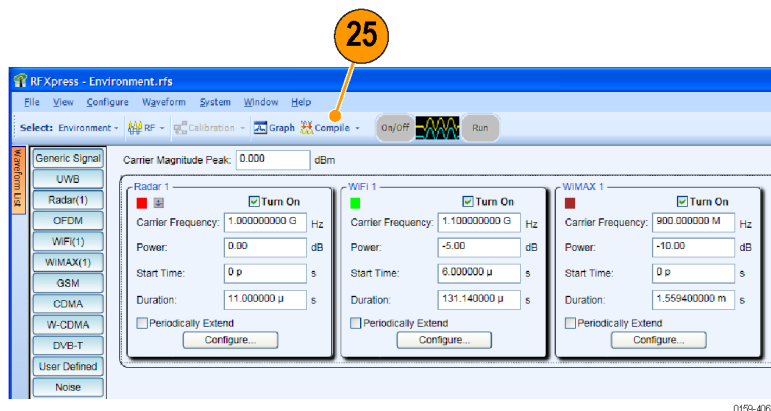 25
RFXpress - Environment.rfs
File View Configure Waveform System Window Help
Select: Environment RF Calibration Graph Compile On/Off Run
Waveform List
Generic Signal
UWB
Radar(1)
OFDM
WiFi(1)
WiMAX(1)
GSM
CDMA
W-CDMA
DVB-T
User Defined
Noise
Carrier Magnitude Peak: 0.000 dBm
Radar 1
Turn On
Carrier Frequency: 1.000000000 G Hz
Power: 0.00 dB
Start Time: 0 p s
Duration: 11.000000 µ s
Periodically Extend
Configure...
WiFi 1
Turn On
Carrier Frequency: 1.10000000 G Hz
Power: -5.00 dB
Start Time: 6.000000 µ s
Duration: 131.140000 µ s
Periodically Extend
Configure...
WiMAX 1
Turn On
Carrier Frequency: 900.000000 M Hz
Power: -10.00 dB
Start Time: 0 p s
Duration: 1.559400000 m s
Periodically Extend
Configure...
0159-406